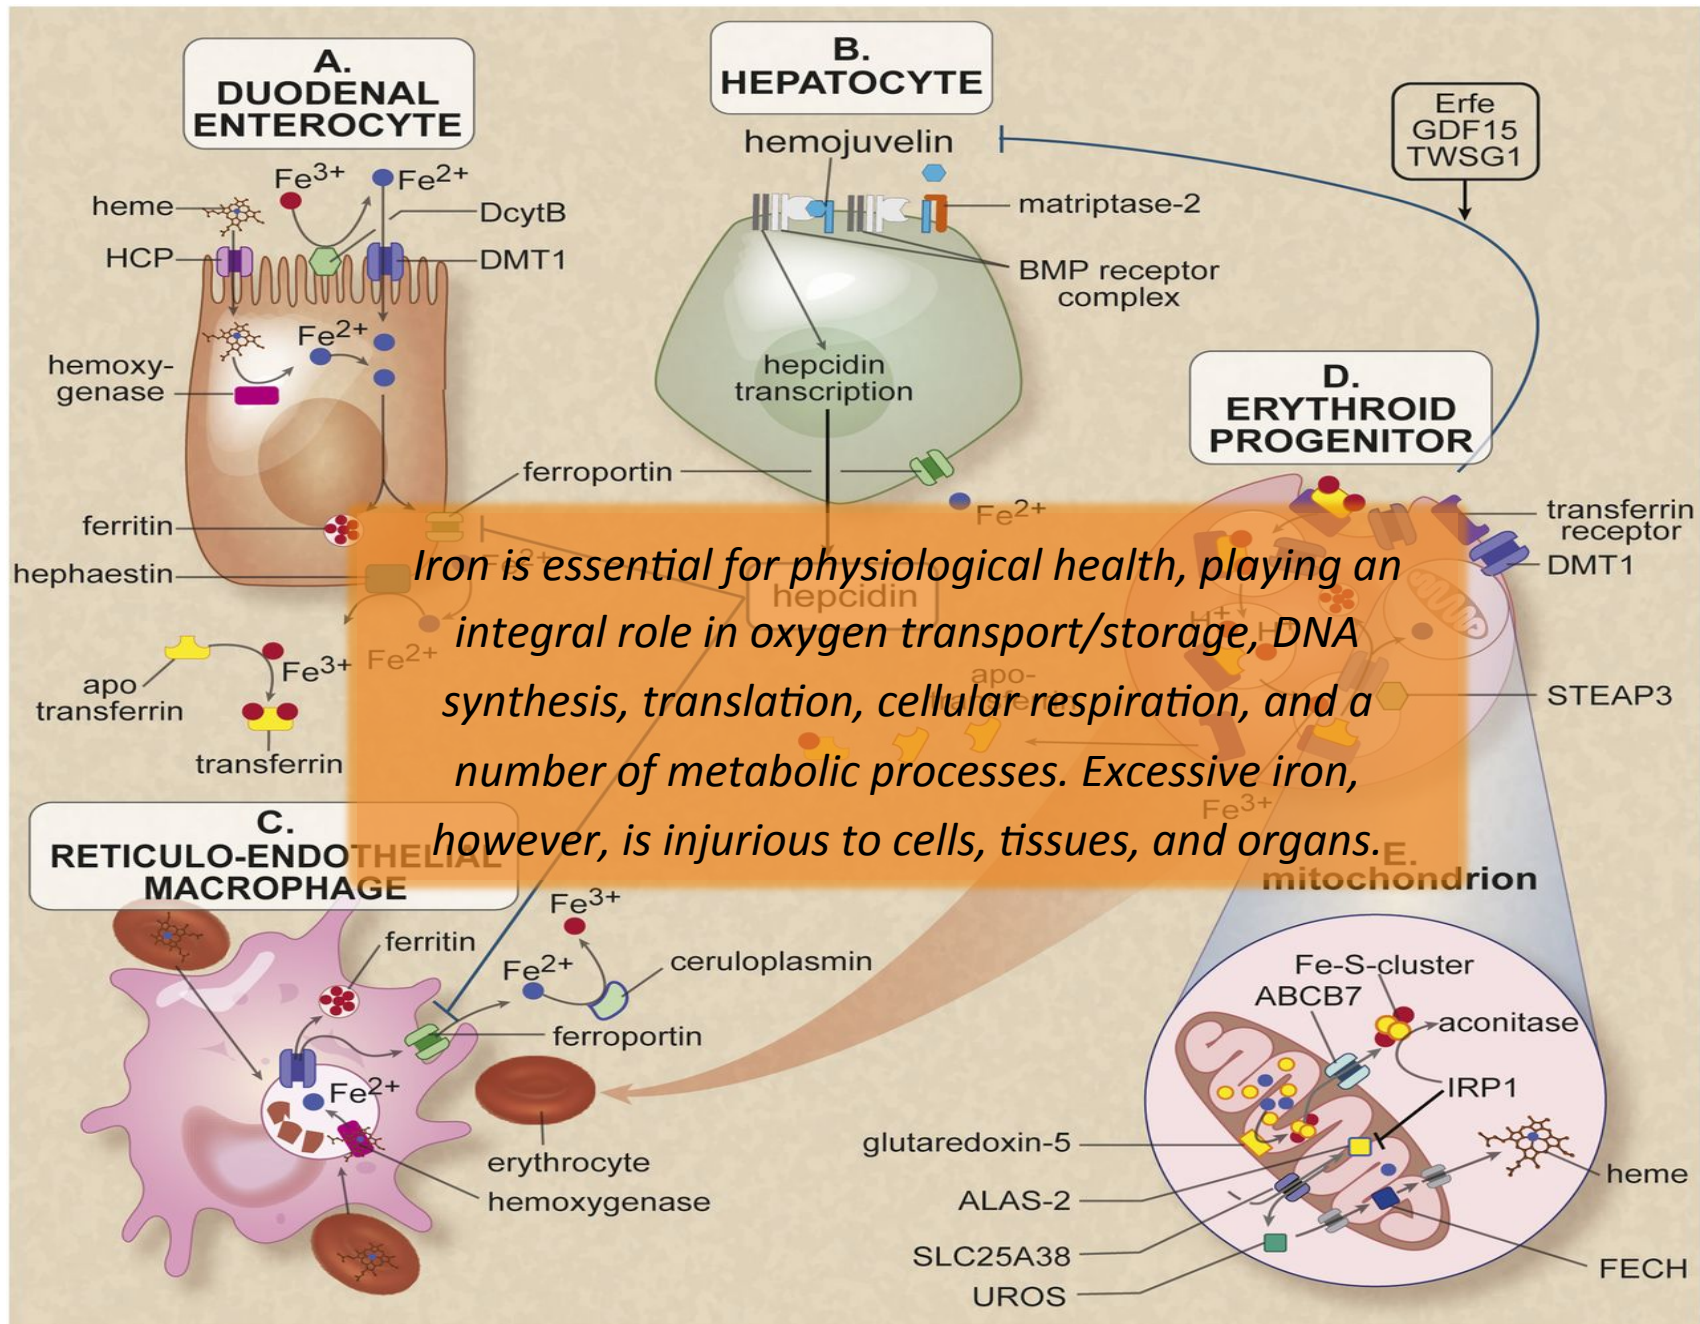 A.
DUODENAL
ENTEROCYTE
Fe3+
Fe2+
heme
DcytB
HCP
DMT1
Fe2+
hemoxy-
genase
ferroportin
ferritin
hephaestin
Fe2+
Fe3+
Fe2+
apo
transferrin
transferrin
B.
HEPATOCYTE
hemojuvelin
matriptase-2
BMP receptor
complex
hepcidin
transcription
Fe2+
hepcidin
Erfe
GDF15
TWSG1
D.
ERYTHROID
PROGENITOR
transferrin
receptor
DMT1
H+
H+
STEAP3
apo-
transferrin
Fe3+
Iron is essential for physiological health, playing an
integral role in oxygen transport/storage, DNA
synthesis, translation, cellular respiration, and a
number of metabolic processes. Excessive iron,
however, is injurious to cells, tissues, and organs.
C.
RETICULO-ENDOTHELIAL
MACROPHAGE
ferritin
Fe3+
Fe2+
ceruloplasmin
ferroportin
Fe2+
erythrocyte
hemoxygenase
E.
mitochondrion
Fe-S-cluster
ABCB7
aconitase
IRP1
glutaredoxin-5
heme
ALAS-2
SLC25A38
FECH
UROS